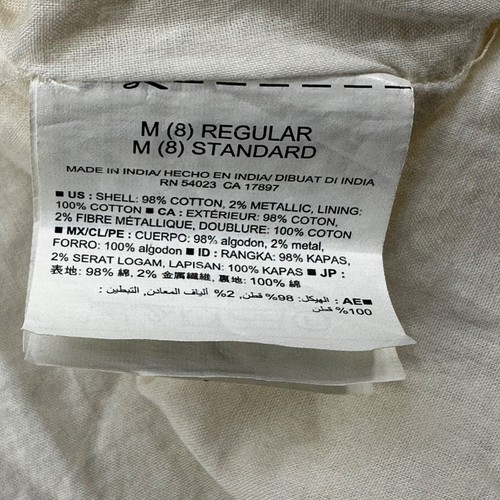 M (8) REGULAR
M (8) STANDARD
MADE IN INDIA/ HECHO EN INDIA/ DIBUAT DI INDIA
RN 54023 CA 17897
■ US : SHELL: 98% COTTON, 2% METALLIC, LINING:
100% COTTON ■ CA : EXTÉRIEUR: 98% COTON,
2% FIBRE MÉTALLIQUE, DOUBLURE: 100% COTON
■ MX/CL/PE : CUERPO: 98% algodon, 2% metal,
FORRO: 100% algodon ■ ID : RANGKA: 98% KAPAS,
2% SERAT LOGAM, LAPISAN: 100% KAPAS ■ JP :
表地: 98% 綿, 2% 金属繊維, 裏地: 100% 綿
■AE : الهيكل: 98% قطن, 2% ألياف المعادن, التبطين:
100% قطن